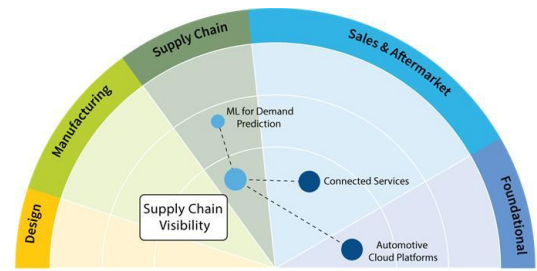 Supply Chain
Sales & Aftermarket
Manufacturing
ML for Demand
Prediction
Connected Services
Foundational
Design
Supply Chain
Visibility
Automotive
Cloud Platforms